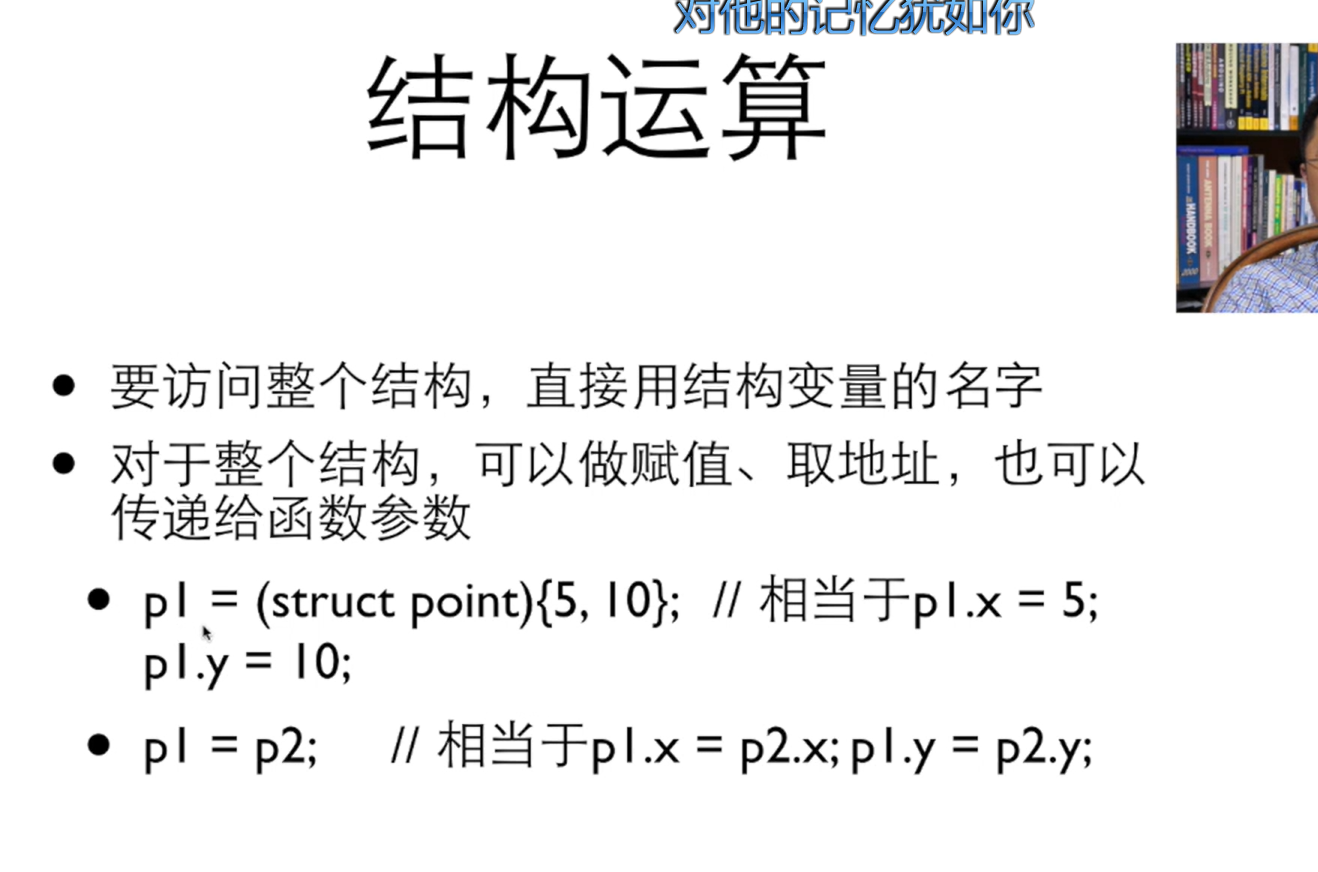 对他的记忆犹如你
结构运算
HANDBOOK
ANTENNA BOOK
• 要访问整个结构，直接用结构变量的名字
• 对于整个结构，可以做赋值、取地址，也可以
传递给函数参数
• p1 = (struct point){5, 10}; // 相当于p1.x = 5;
p1.y = 10;
• p1 = p2; // 相当于p1.x = p2.x; p1.y = p2.y;